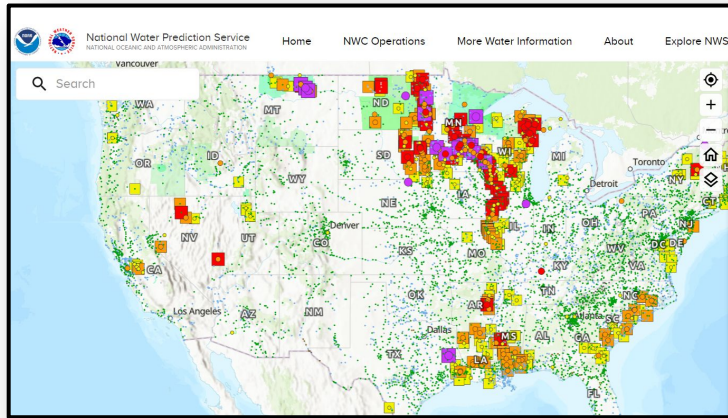 National Water Prediction Service
NATIONAL OCEANIC AND ATMOSPHERIC ADMINISTRATION
Home
NWC Operations
More Water Information
About
Explore NWS
Vancouver
Search
WA
MT
ND
MN
OR
ID
SD
WI
MI
Toronto
WY
Detroit
NY
CT
NE
IA
PA
NJ
NV
UT
Denver
CO
IL
IN
OH
DC
DE
KS
MO
WV
VA
CA
KY
OK
TN
NC
Los Angeles
AZ
NM
AR
Atlanta
SC
Dallas
MS
AL
GA
TX
LA
FL